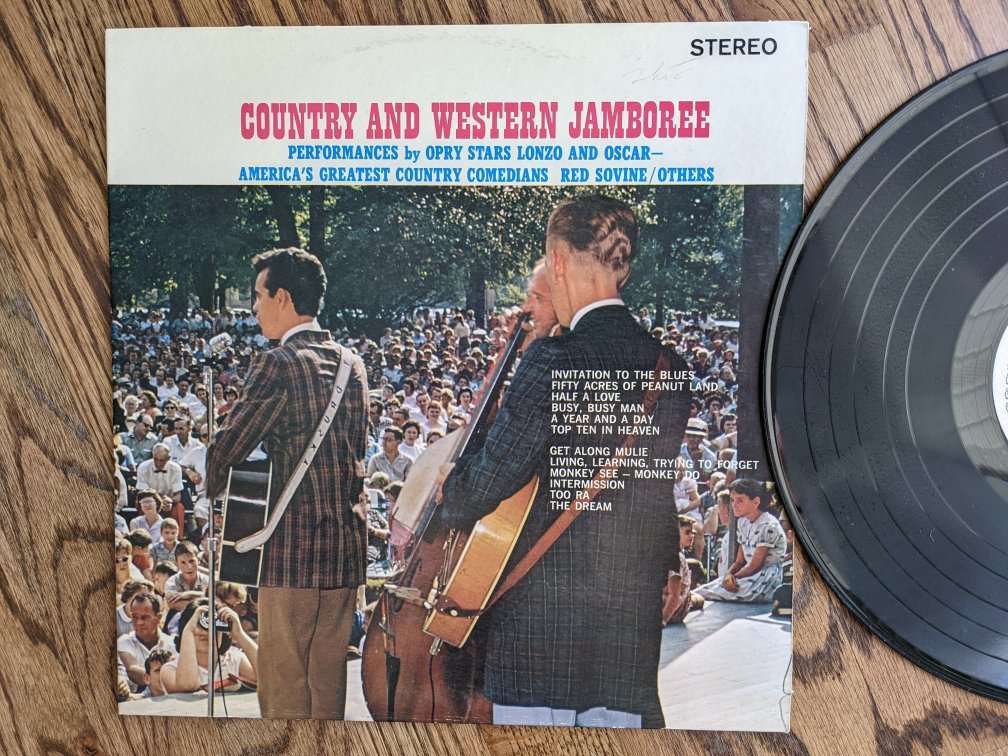 STEREO
COUNTRY AND WESTERN JAMBOREE
PERFORMANCES by OPRY STARS LONZO AND OSCAR—
AMERICA'S GREATEST COUNTRY COMEDIANS RED SOVINE/OTHERS
INVITATION TO THE BLUES
FIFTY ACRES OF PEANUT LAND
HALF A LOVE
BUSY, BUSY MAN
A YEAR AND A DAY
TOP TEN IN HEAVEN
GET ALONG MULIE
LIVING, LEARNING, TRYING TO FORGET
MONKEY SEE — MONKEY DO
INTERMISSION
TOO RA
THE DREAM